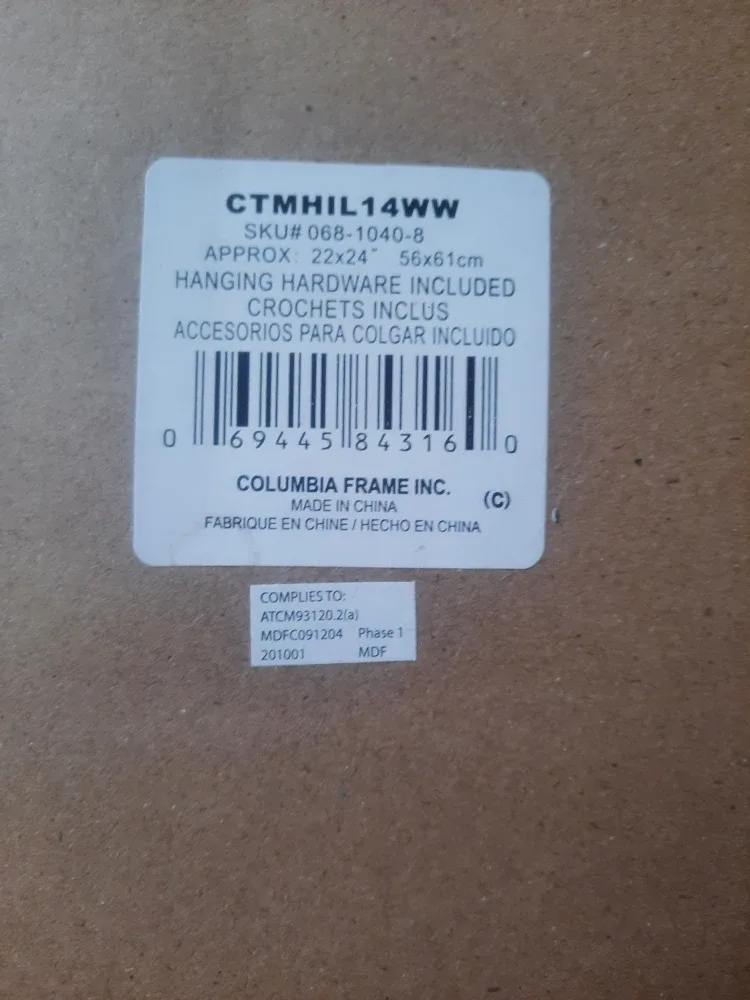 CTMHIL14WW
SKU# 068-1040-8
APPROX: 22x24" 56x61cm
HANGING HARDWARE INCLUDED
CROCHETS INCLUS
ACCESORIOS PARA COLGAR INCLUIDO
0 69445 84316 0
COLUMBIA FRAME INC. (C)
MADE IN CHINA
FABRIQUE EN CHINE / HECHO EN CHINA
COMPLIES TO:
ATCM93120.2(a)
MDFC091204 Phase 1
201001 MDF